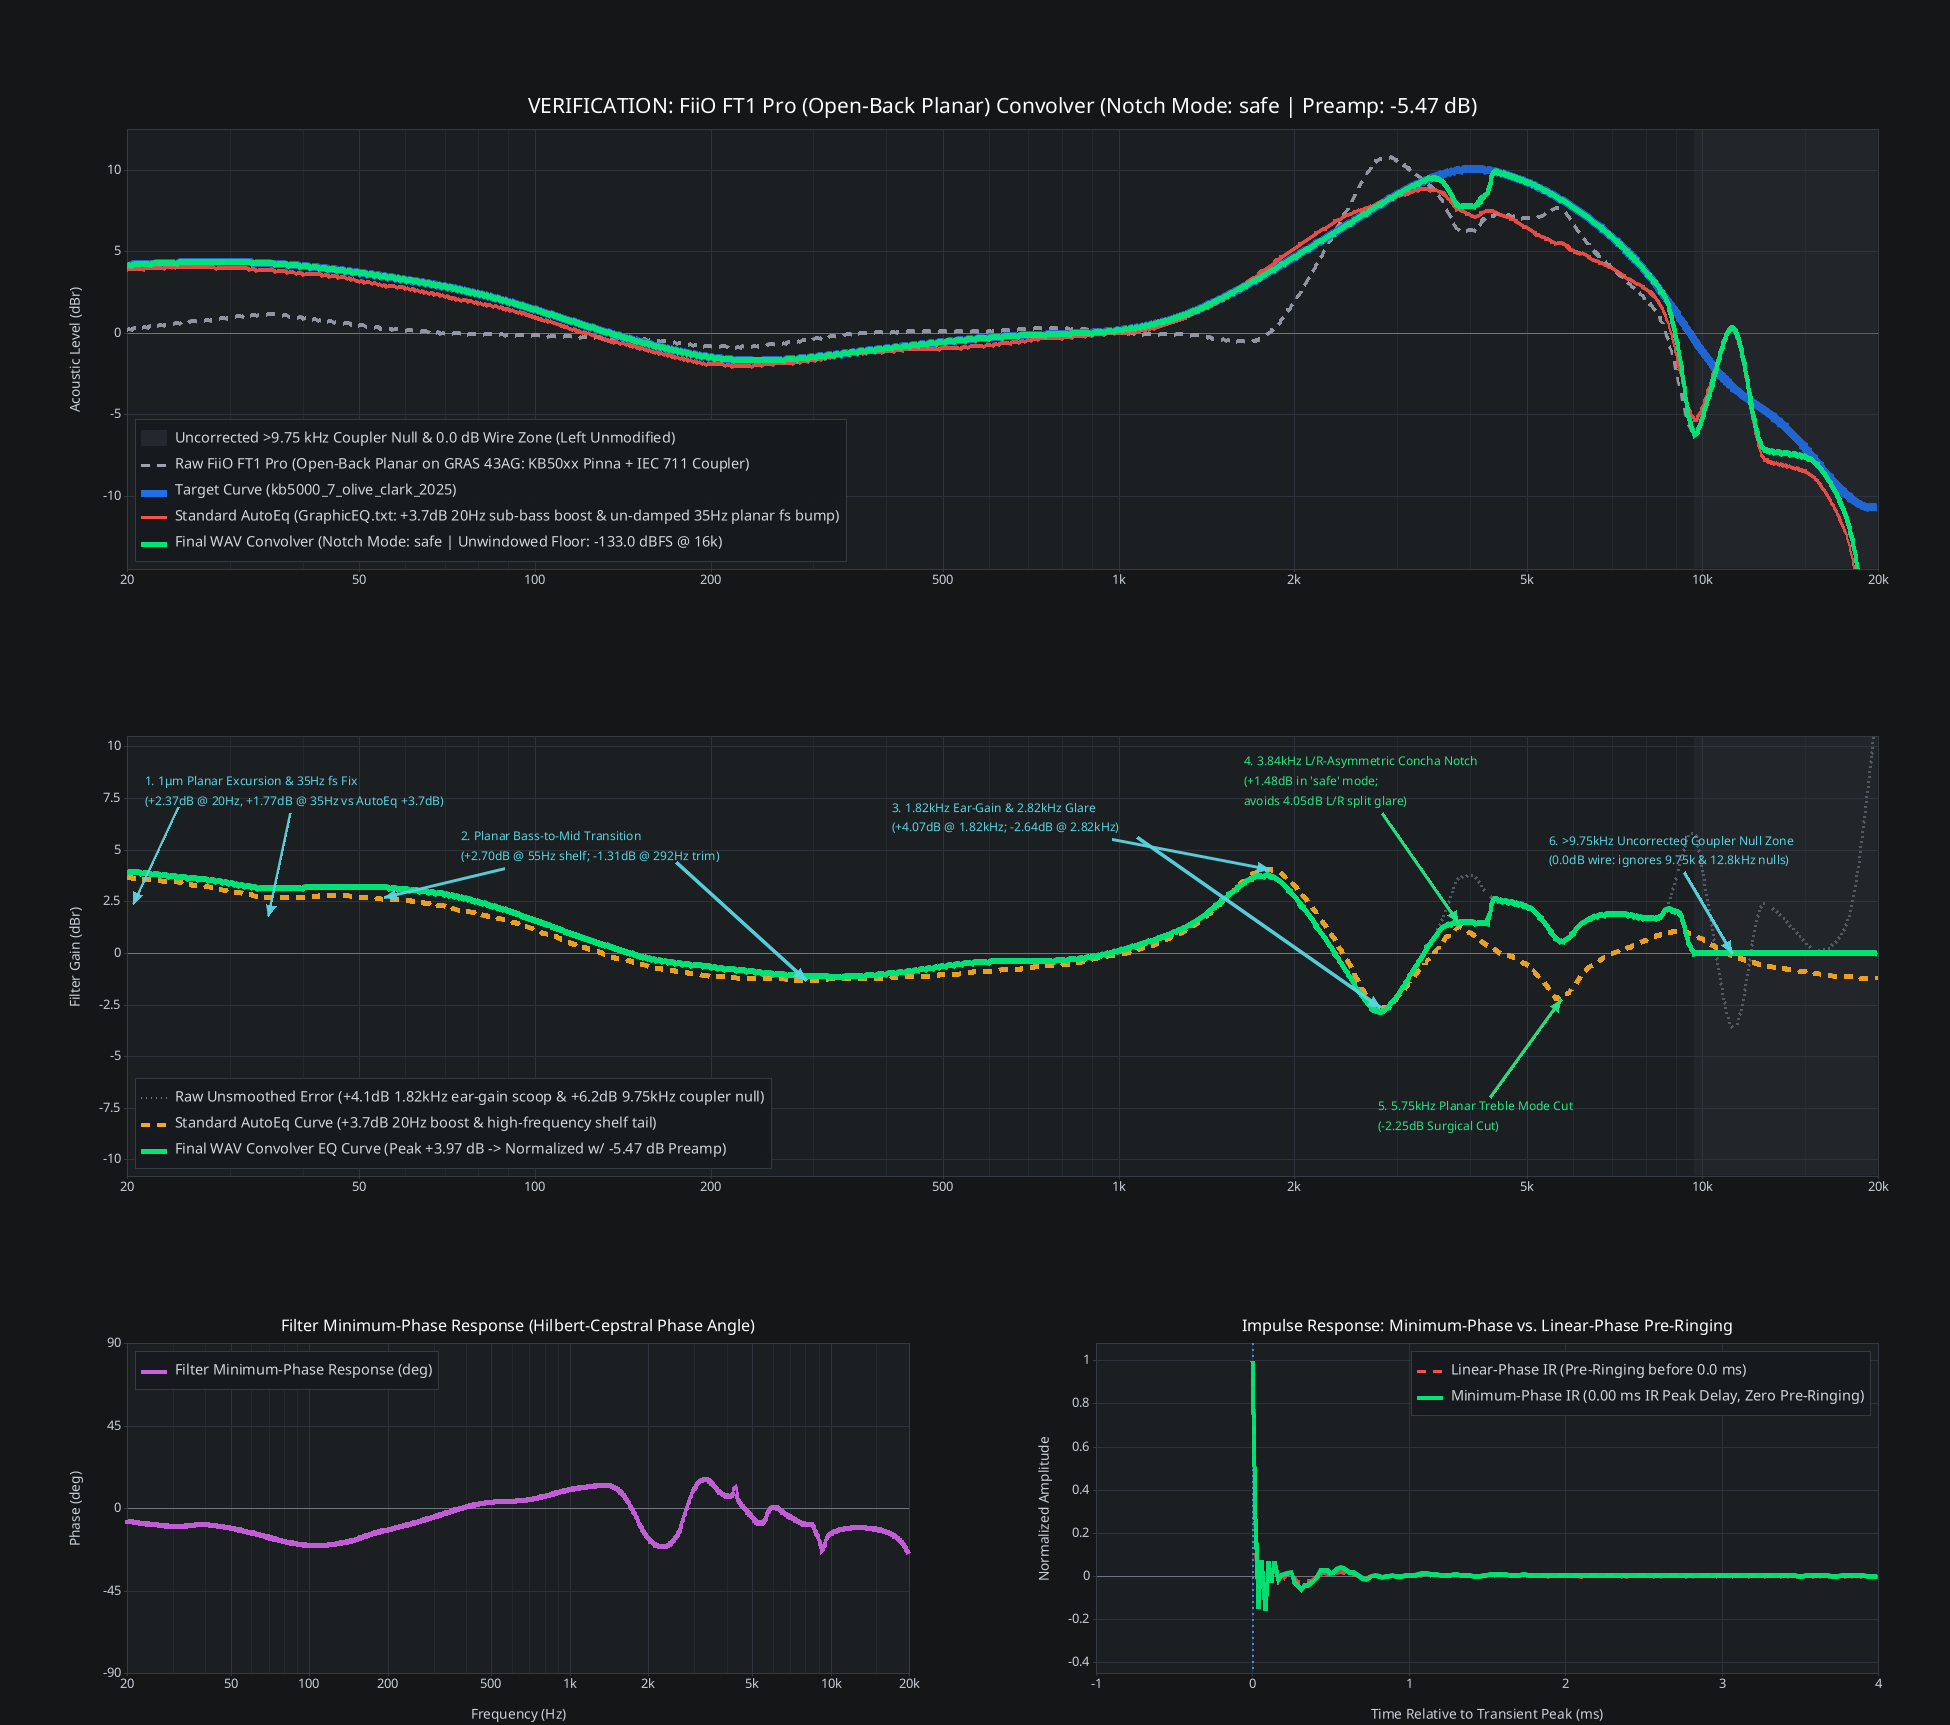 VERIFICATION: FiiO FT1 Pro (Open-Back Planar) Convolver (Notch Mode: safe | Preamp: -5.47 dB)
Acoustic Level (dBr)
10
5
0
-5
-10
Uncorrected >9.75 kHz Coupler Null & 0.0 dB Wire Zone (Left Unmodified)
Raw FiiO FT1 Pro (Open-Back Planar on GRAS 43AG: KB50xx Pinna + IEC 711 Coupler)
Target Curve (kb5000_7_olive_clark_2025)
Standard AutoEq (GraphicEQ.txt: +3.7dB 20Hz sub-bass boost & un-damped 35Hz planar fs bump)
Final WAV Convolver (Notch Mode: safe | Unwindowed Floor: -133.0 dBFS @ 16k)
20 50 100 200 500 1k 2k 5k 10k 20k
Filter Gain (dBr)
10
7.5
5
2.5
0
-2.5
-5
-7.5
-10
1. 1µm Planar Excursion & 35Hz fs Fix
(+2.37dB @ 20Hz, +1.77dB @ 35Hz vs AutoEq +3.7dB)
2. Planar Bass-to-Mid Transition
(+2.70dB @ 55Hz shelf; -1.31dB @ 292Hz trim)
3. 1.82kHz Ear-Gain & 2.82kHz Glare
(+4.07dB @ 1.82kHz; -2.64dB @ 2.82kHz)
4. 3.84kHz L/R-Asymmetric Concha Notch
(+1.48dB in 'safe' mode;
avoids 4.05dB L/R split glare)
6. >9.75kHz Uncorrected Coupler Null Zone
(0.0dB wire: ignores 9.75k & 12.8kHz nulls)
5. 5.75kHz Planar Treble Mode Cut
(-2.25dB Surgical Cut)
Raw Unsmoothed Error (+4.1dB 1.82kHz ear-gain scoop & +6.2dB 9.75kHz coupler null)
Standard AutoEq Curve (+3.7dB 20Hz boost & high-frequency shelf tail)
Final WAV Convolver EQ Curve (Peak +3.97 dB -> Normalized w/ -5.47 dB Preamp)
20 50 100 200 500 1k 2k 5k 10k 20k
Filter Minimum-Phase Response (Hilbert-Cepstral Phase Angle)
Phase (deg)
90
45
0
-45
-90
Filter Minimum-Phase Response (deg)
20 50 100 200 500 1k 2k 5k 10k 20k
Frequency (Hz)
Impulse Response: Minimum-Phase vs. Linear-Phase Pre-Ringing
Normalized Amplitude
1
0.8
0.6
0.4
0.2
0
-0.2
-0.4
Linear-Phase IR (Pre-Ringing before 0.0 ms)
Minimum-Phase IR (0.00 ms IR Peak Delay, Zero Pre-Ringing)
-1 0 1 2 3 4
Time Relative to Transient Peak (ms)